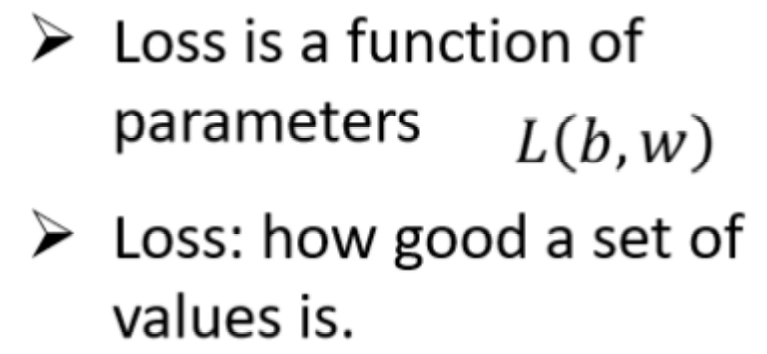 ➢ Loss is a function of
parameters L(b, w)
➢ Loss: how good a set of
values is.